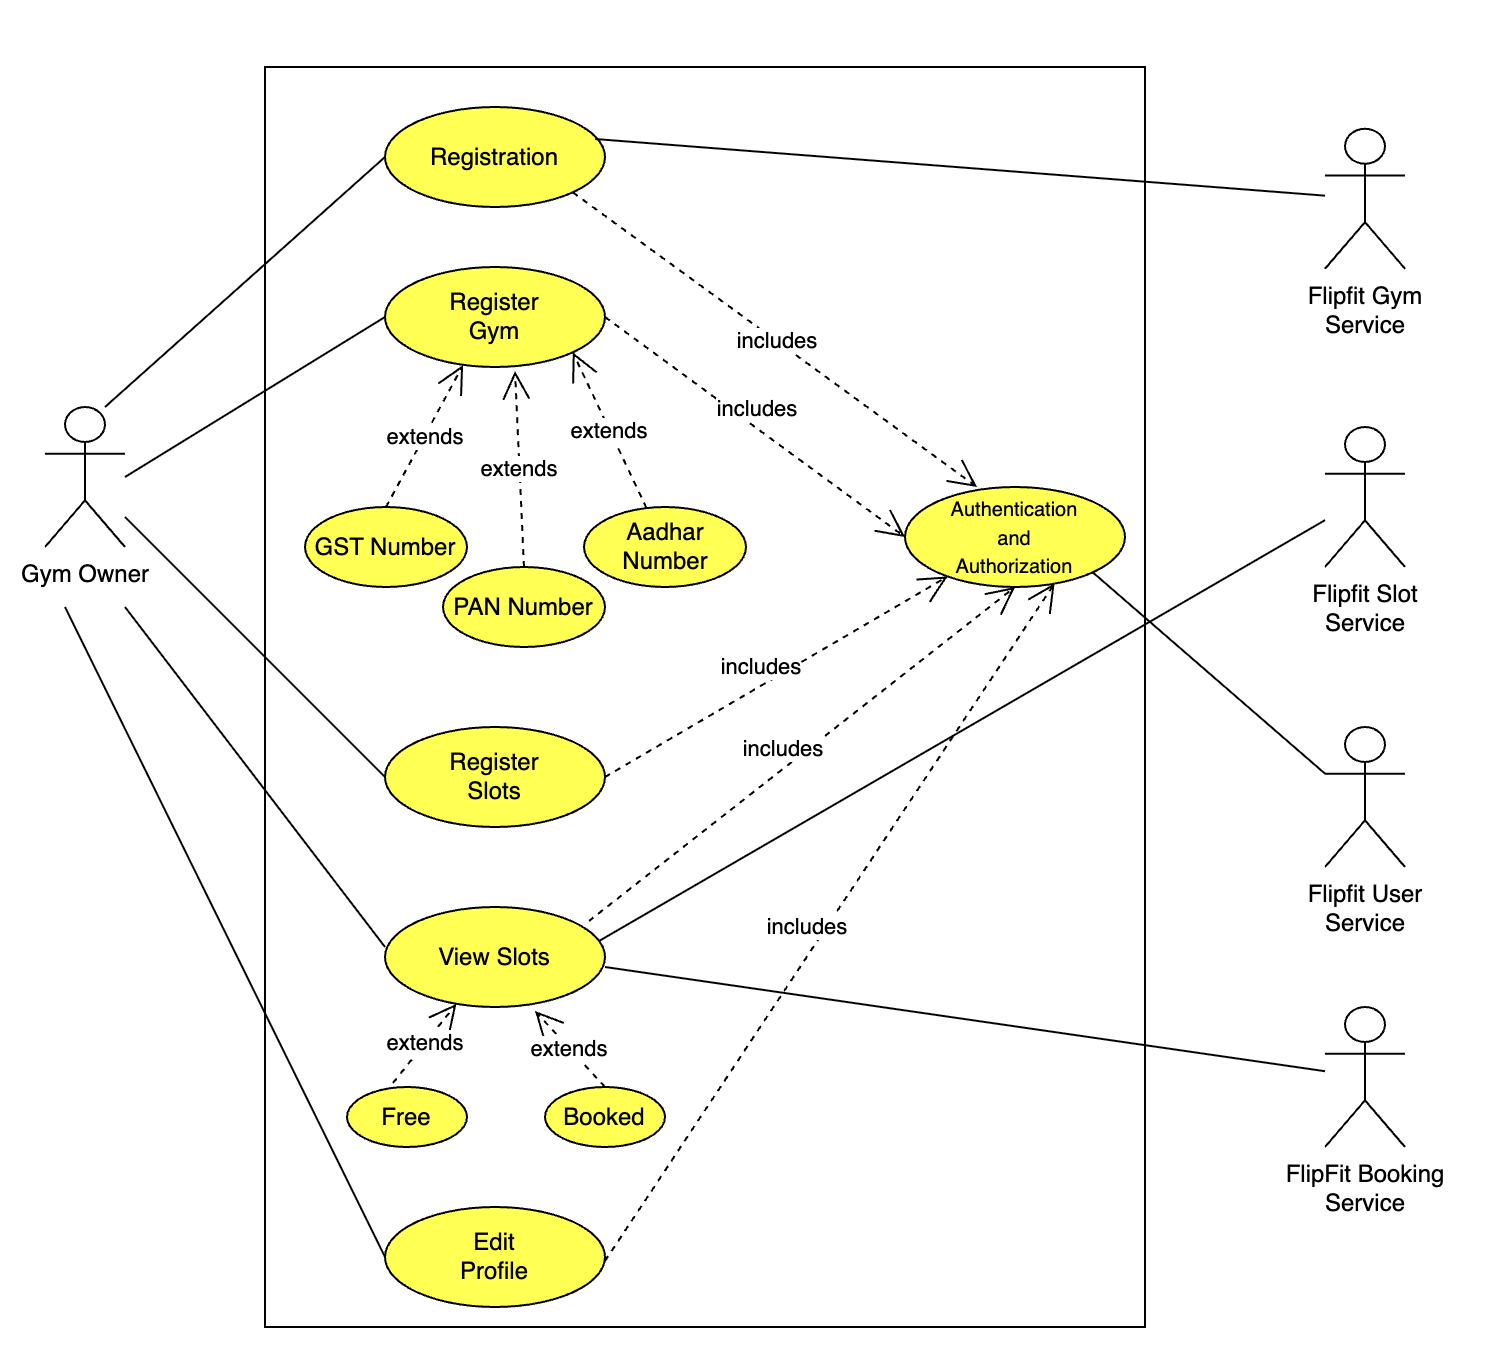 Registration
Flipfit Gym
Service
Register
Gym
includes
includes
extends
extends
extends
Gym Owner
GST Number
PAN Number
Aadhar
Number
Authentication
and
Authorization
Flipfit Slot
Service
includes
Register
Slots
includes
Flipfit User
Service
includes
View Slots
extends
extends
Free
Booked
FlipFit Booking
Service
Edit
Profile